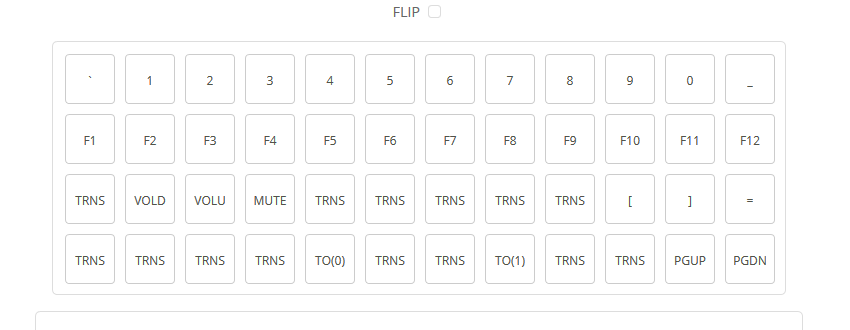 FLIP
` 1 2 3 4 5 6 7 8 9 0 _
F1 F2 F3 F4 F5 F6 F7 F8 F9 F10 F11 F12
TRNS VOLD VOLU MUTE TRNS TRNS TRNS TRNS TRNS [ ] =
TRNS TRNS TRNS TRNS TO(0) TRNS TRNS TO(1) TRNS TRNS PGUP PGDN